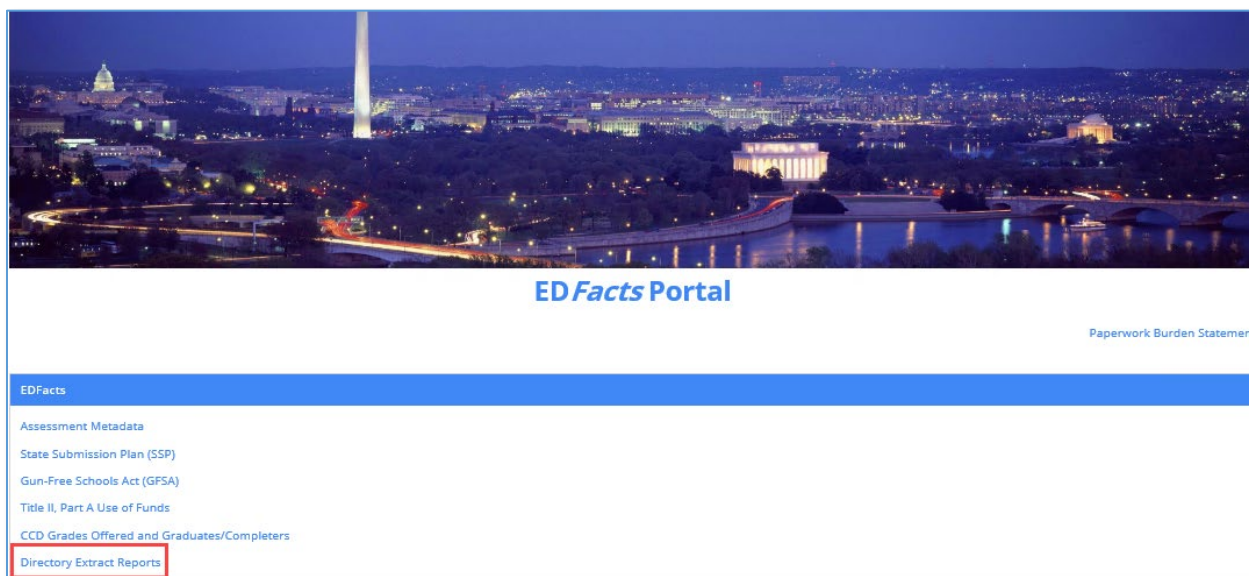 EDFacts Portal
Paperwork Burden Statemen
EDFacts
Assessment Metadata
State Submission Plan (SSP)
Gun-Free Schools Act (GFSA)
Title II, Part A Use of Funds
CCD Grades Offered and Graduates/Completers
Directory Extract Reports